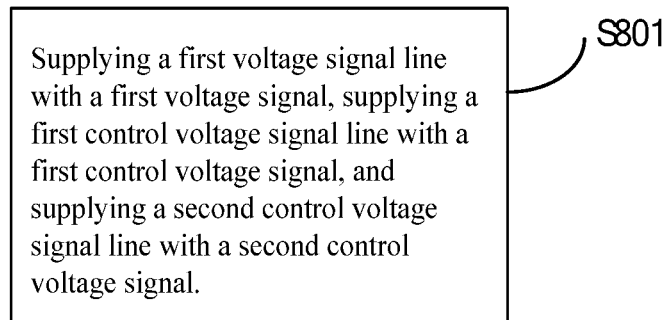 Supplying a first voltage signal line
with a first voltage signal, supplying a
first control voltage signal line with a
first control voltage signal, and
supplying a second control voltage
signal line with a second control
voltage signal.
S801